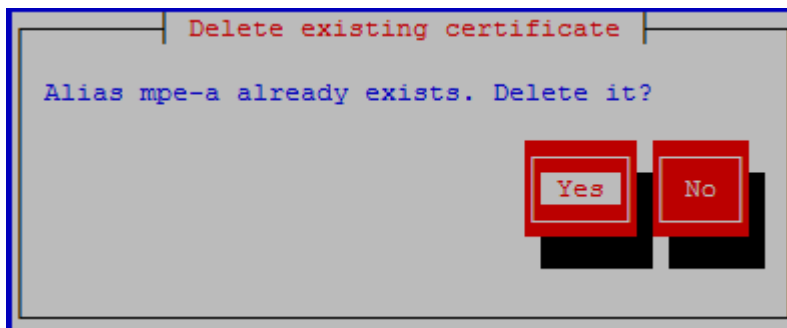 Delete existing certificate
Alias mpe-a already exists. Delete it?
Yes No